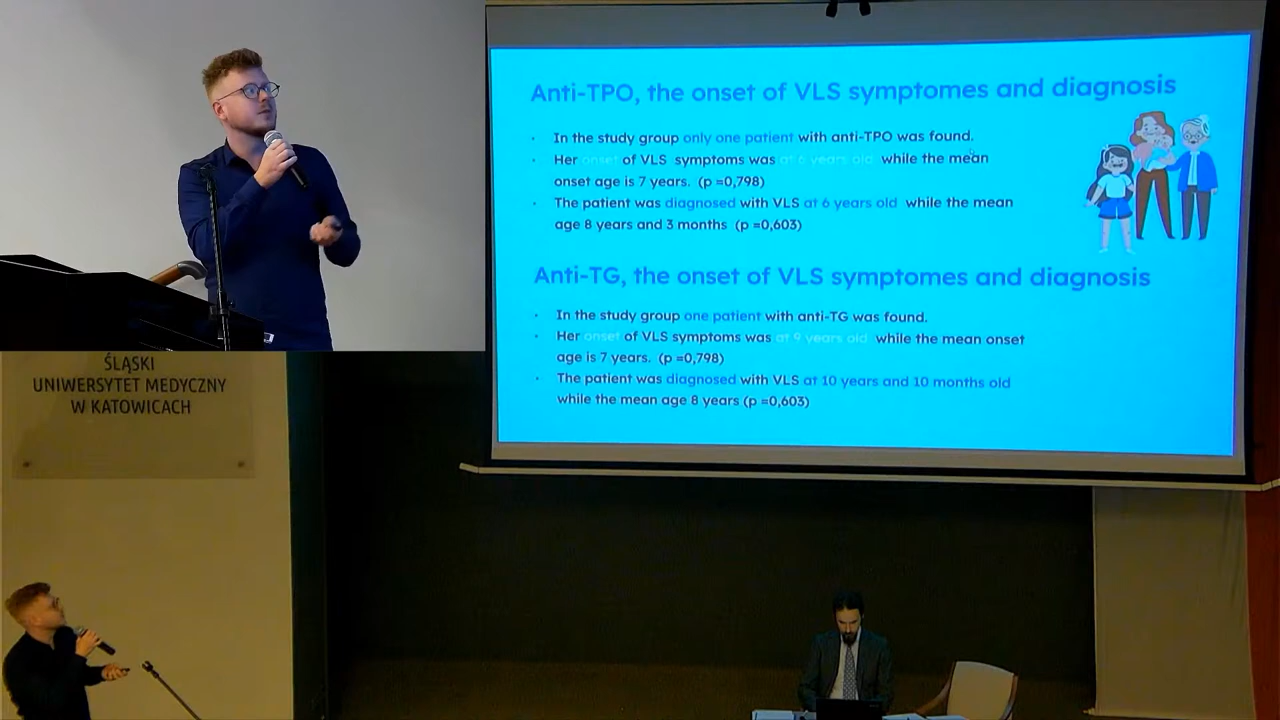 Anti-TPO, the onset of VLS symptomes and diagnosis
In the study group only one patient with anti-TPO was found.
Her onset of VLS symptoms was at 6 years old while the mean
onset age is 7 years. (p =0,798)
The patient was diagnosed with VLS at 6 years old while the mean
age 8 years and 3 months (p =0,603)
Anti-TG, the onset of VLS symptomes and diagnosis
In the study group one patient with anti-TG was found.
Her onset of VLS symptoms was at 9 years old while the mean onset
age is 7 years. (p =0,798)
The patient was diagnosed with VLS at 10 years and 10 months old
while the mean age 8 years (p =0,603)
ŚLĄSKI
UNIWERSYTET MEDYCZNY
W KATOWICACH